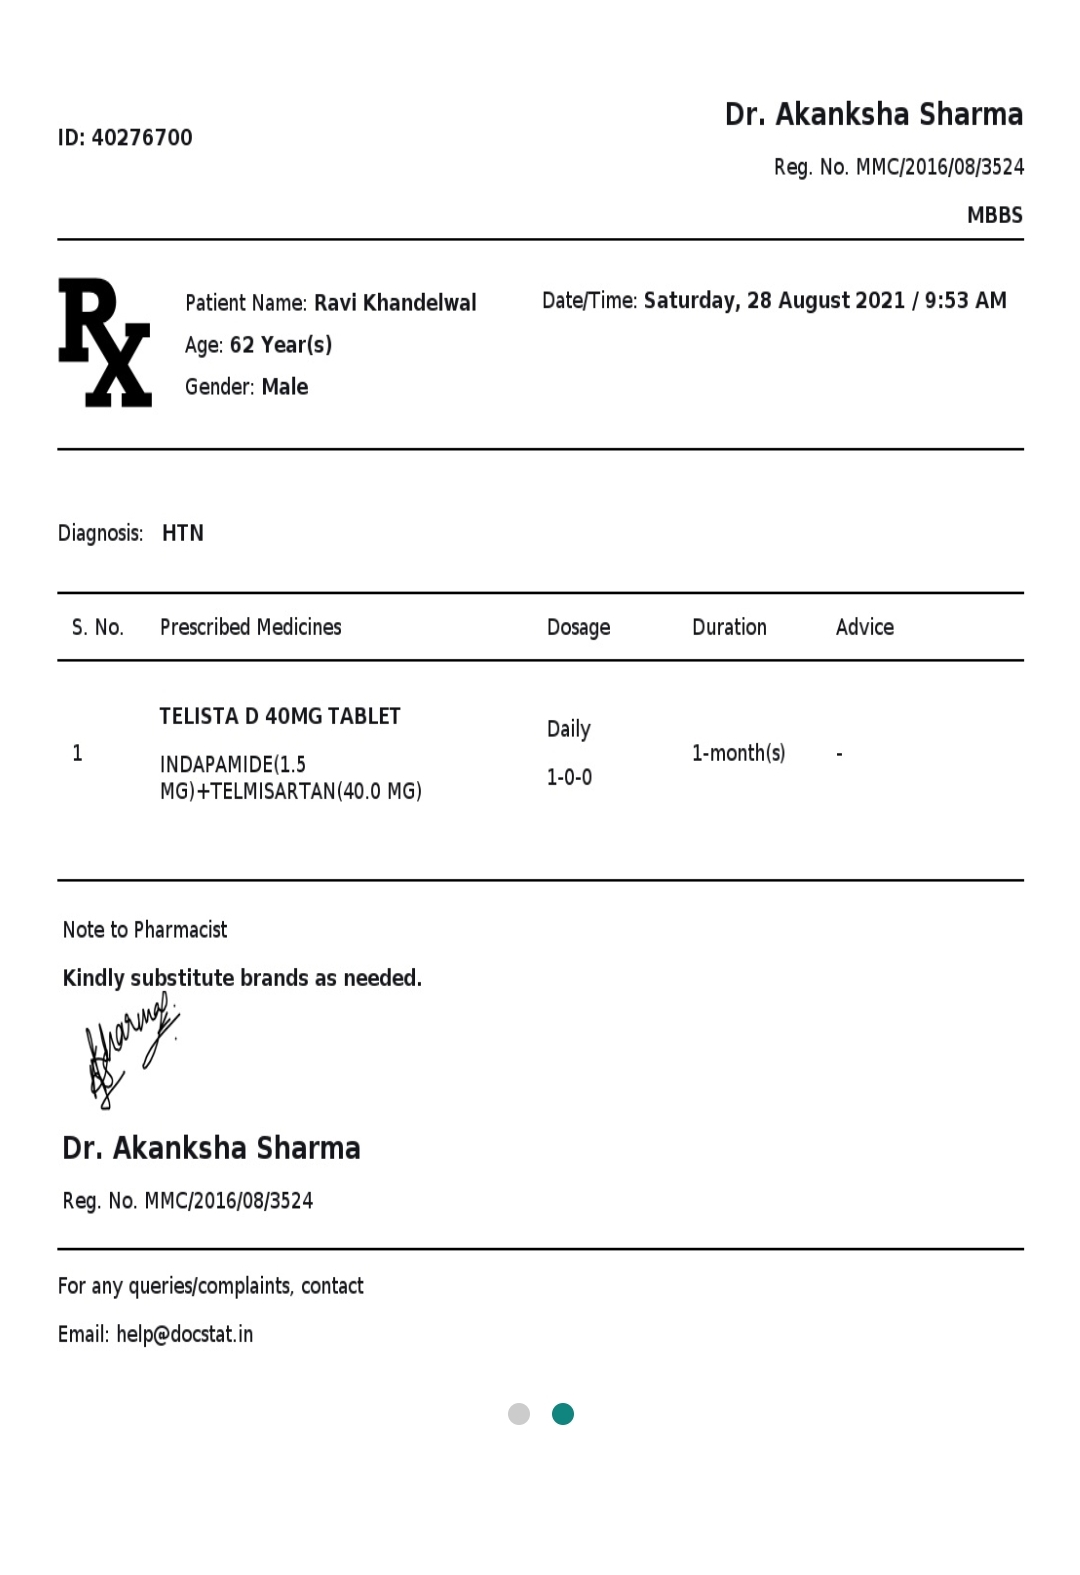 ID: 40276700
Dr. Akanksha Sharma
Reg. No. MMC/2016/08/3524
MBBS
Rx
Patient Name: Ravi Khandelwal
Date/Time: Saturday, 28 August 2021 / 9:53 AM
Age: 62 Year(s)
Gender: Male
Diagnosis: HTN
S. No. Prescribed Medicines Dosage Duration Advice
TELISTA D 40MG TABLET
Daily
1 1-month(s) -
INDAPAMIDE(1.5
1-0-0
MG)+TELMISARTAN(40.0 MG)
Note to Pharmacist
Kindly substitute brands as needed.
ASharma
Dr. Akanksha Sharma
Reg. No. MMC/2016/08/3524
For any queries/complaints, contact
Email: help@docstat.in